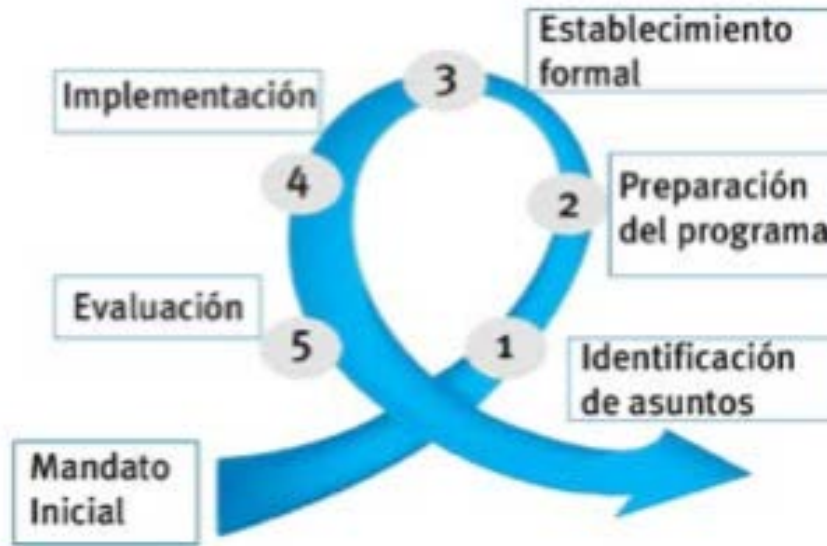 Establecimiento
formal
3
Implementación
4
2
Preparación
del programa
Evaluación
5
1
Identificación
de asuntos
Mandato
Inicial